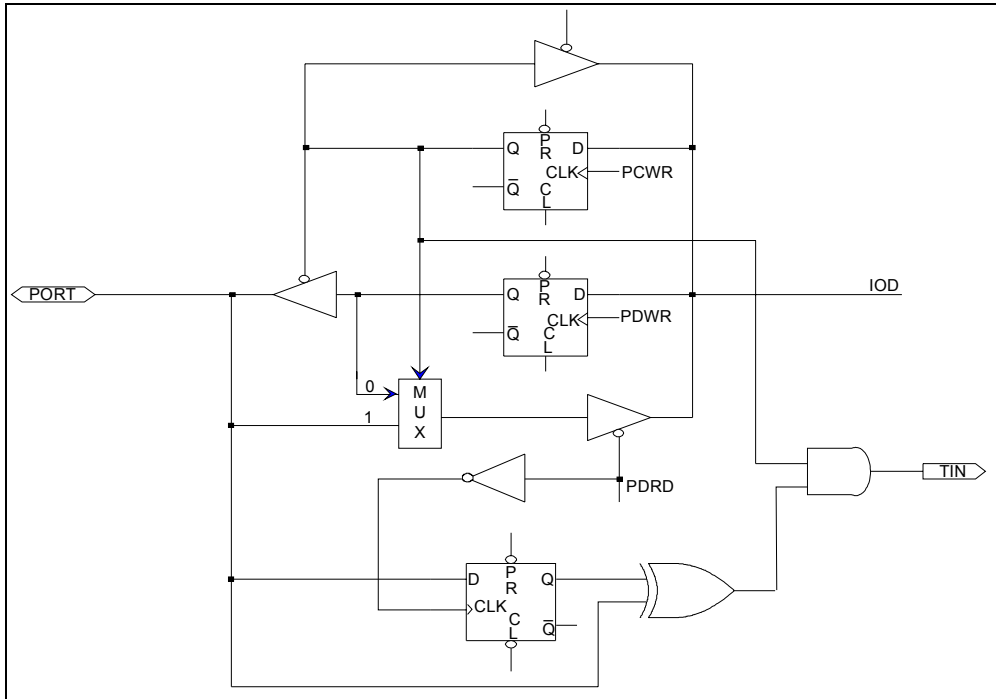 Q P R D
CLK PCWR
Q̅ C L
PORT
Q P R D
IOD
CLK PDWR
Q̅ C L
0 M
U
1 X
PDRD
TIN
D P R Q
CLK
C L Q̅